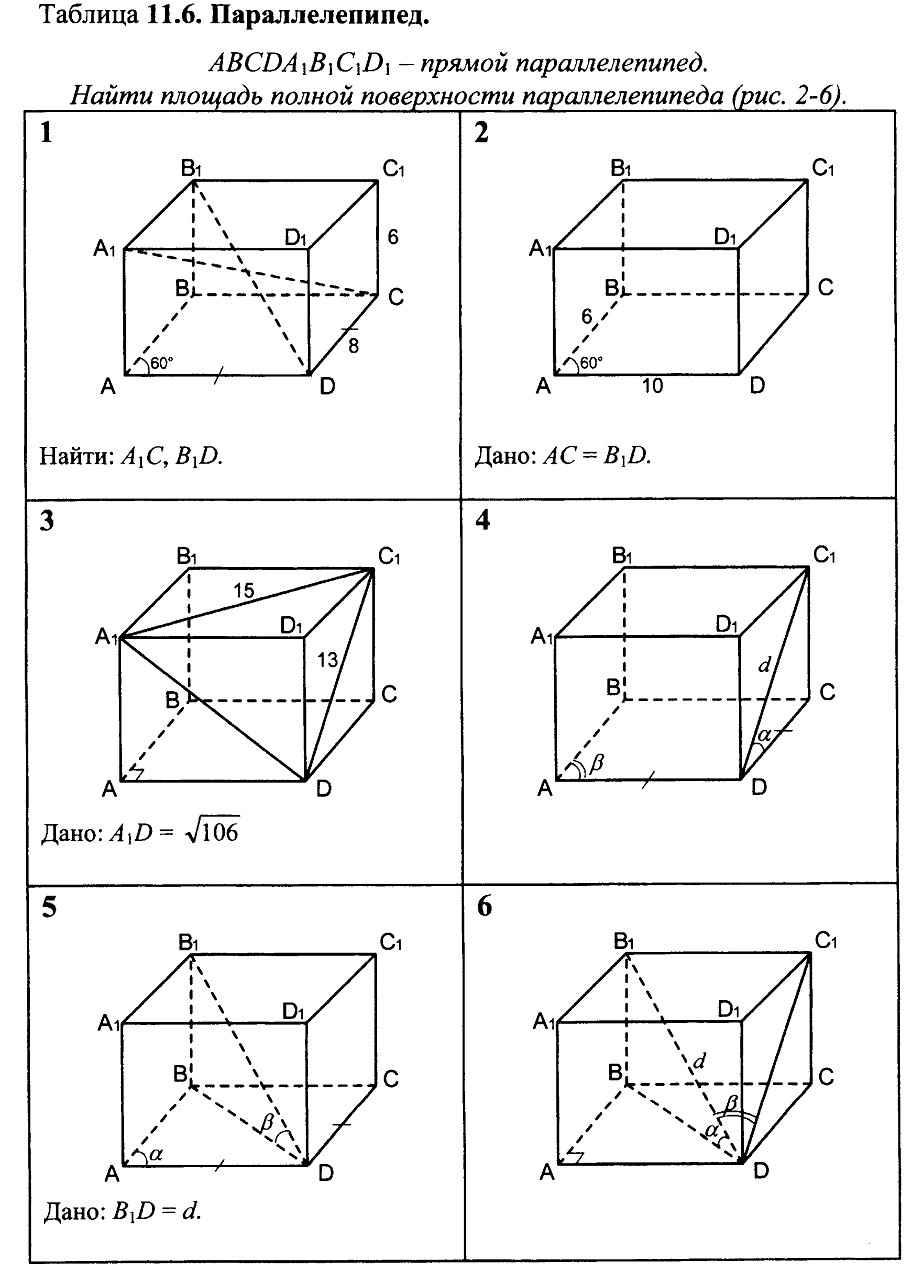 Таблица 11.6. Параллелепипед.
ABCDA₁B₁C₁D₁ – прямой параллелепипед.
Найти площадь полной поверхности параллелепипеда (рис. 2-6).
1
B₁
C₁
A₁
D₁
6
B
C
8
60°
A
D
Найти: A₁C, B₁D.
2
B₁
C₁
A₁
D₁
B
C
6
60°
A
10
D
Дано: AC = B₁D.
3
B₁
C₁
15
A₁
D₁
13
B
C
A
D
Дано: A₁D = √106
4
B₁
C₁
A₁
D₁
d
B
C
α
β
A
D
5
B₁
C₁
A₁
D₁
B
C
β
α
A
D
Дано: B₁D = d.
6
B₁
C₁
A₁
D₁
d
B
C
β
α
A
D